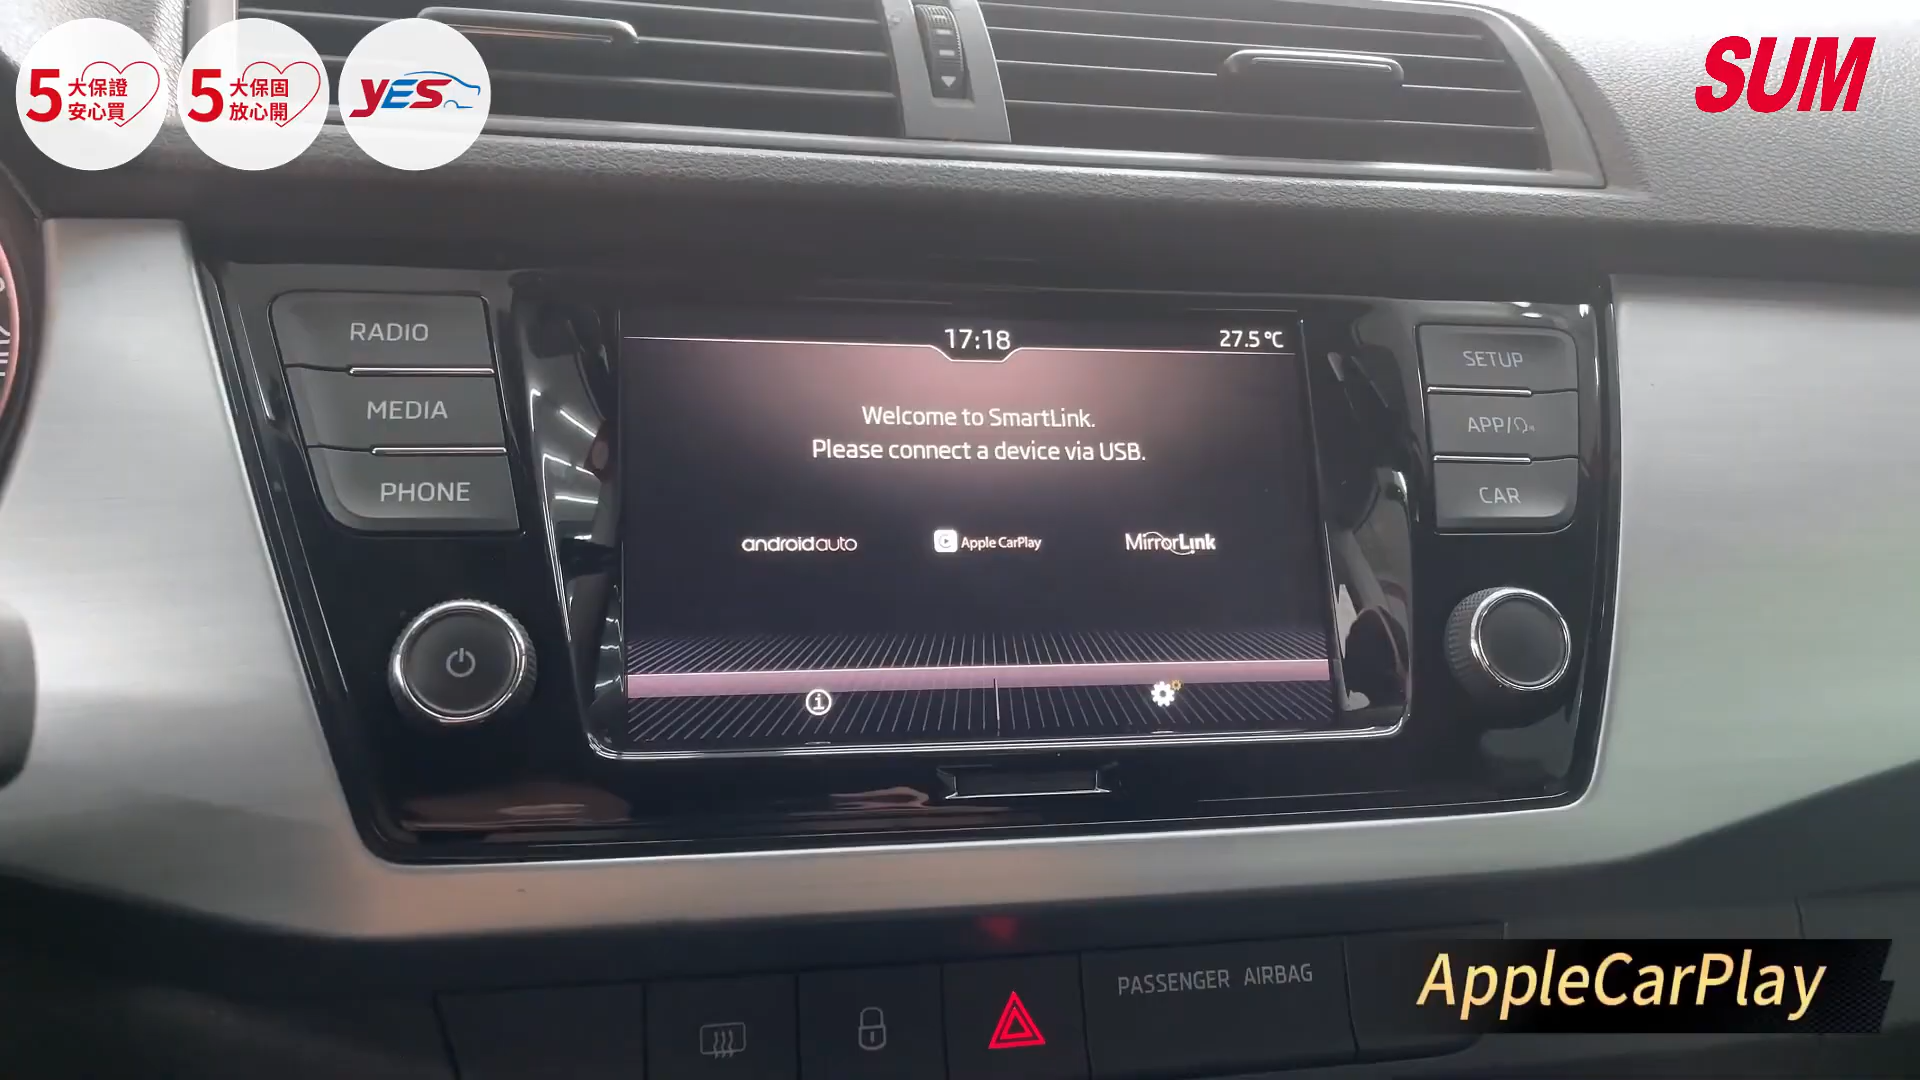 5大保證
安心買
5大保固
放心開
YES
SUM
RADIO
MEDIA
PHONE
17:18
27.5 °C
Welcome to SmartLink.
Please connect a device via USB.
androidauto
Apple CarPlay
MirrorLink
SETUP
APP/
CAR
PASSENGER AIRBAG
AppleCarPlay